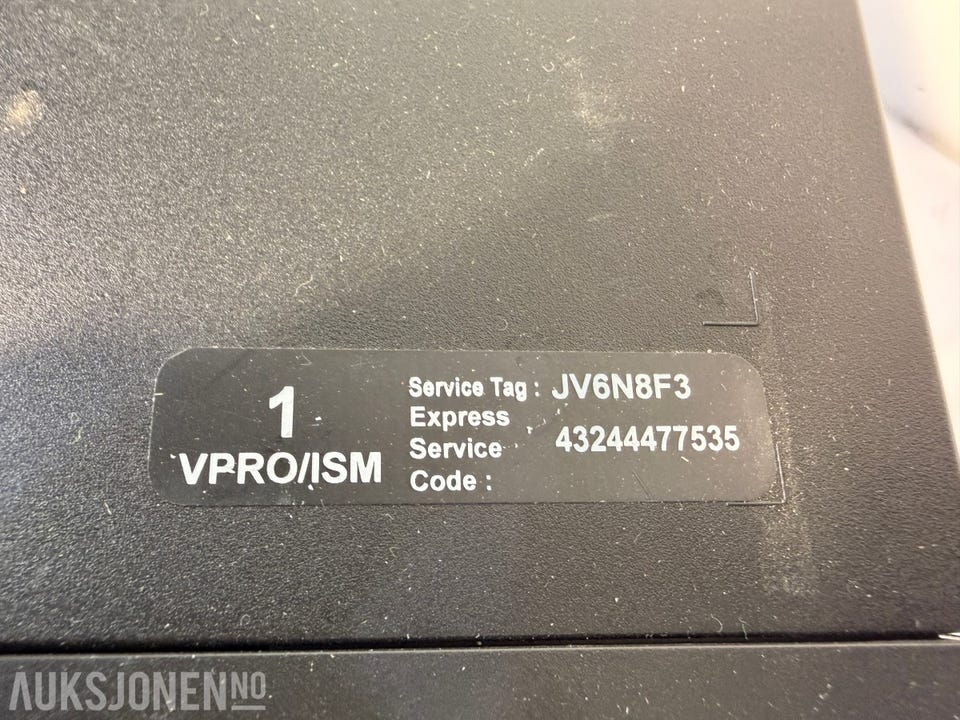 1
VPRO/ISM
Service Tag : JV6N8F3
Express
Service 43244477535
Code :
AUKSJONEN.NO